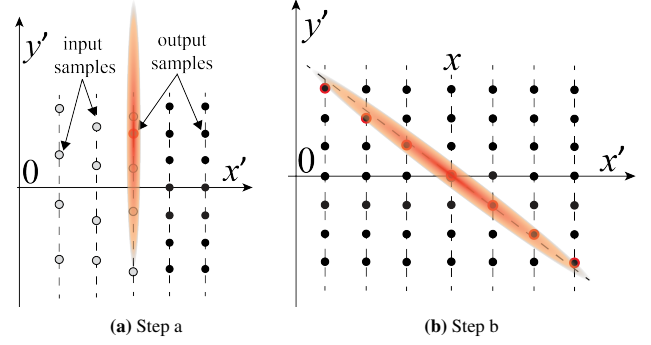 y′
input
samples
output
samples
0
x′
(a) Step a
y′
x
0
x′
(b) Step b